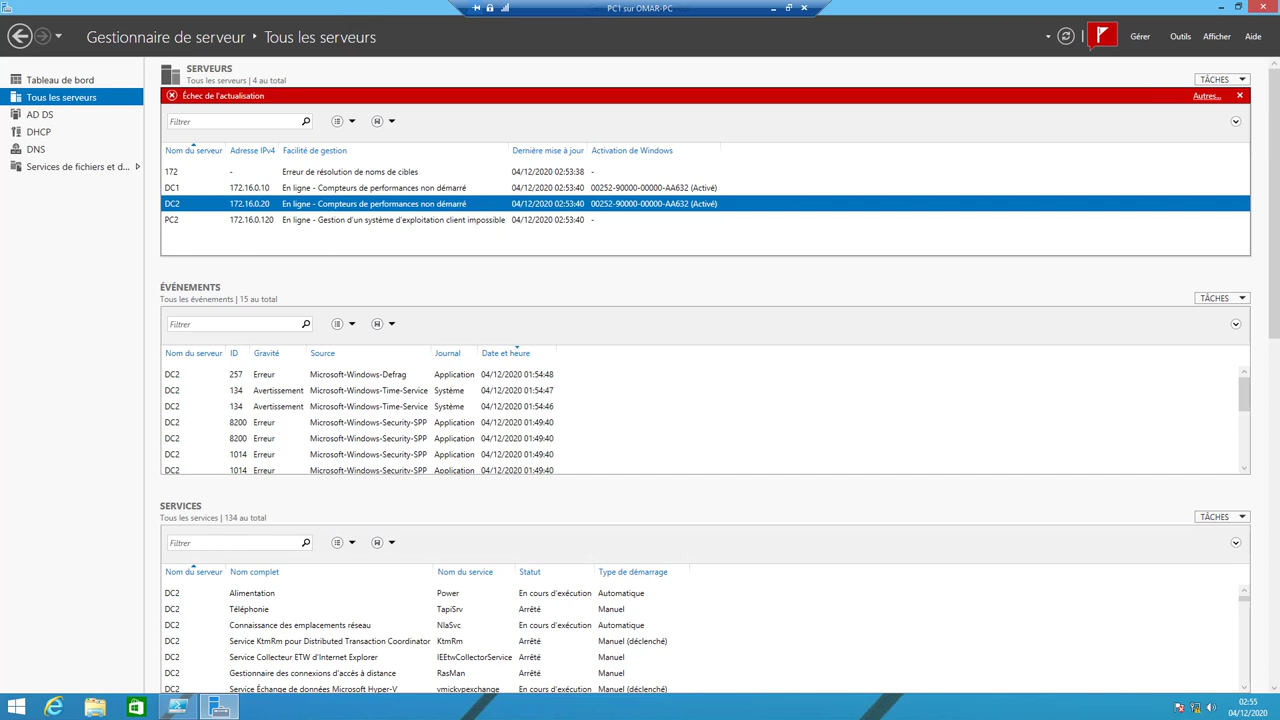 PC1 sur OMAR-PC
Gestionnaire de serveur ‣ Tous les serveurs
Gérer Outils Afficher Aide
Tableau de bord
Tous les serveurs
AD DS
DHCP
DNS
Services de fichiers et d...
SERVEURS
Tous les serveurs | 4 au total
TÂCHES
Échec de l'actualisation Autres...
Filtrer
Nom du serveur Adresse IPv4 Facilité de gestion Dernière mise à jour Activation de Windows
172 - Erreur de résolution de noms de cibles 04/12/2020 02:53:38 -
DC1 172.16.0.10 En ligne - Compteurs de performances non démarré 04/12/2020 02:53:40 00252-90000-00000-AA632 (Activé)
DC2 172.16.0.20 En ligne - Compteurs de performances non démarré 04/12/2020 02:53:40 00252-90000-00000-AA632 (Activé)
PC2 172.16.0.120 En ligne - Gestion d'un système d'exploitation client impossible 04/12/2020 02:53:40 -
ÉVÉNEMENTS
Tous les événements | 15 au total
TÂCHES
Filtrer
Nom du serveur ID Gravité Source Journal Date et heure
DC2 257 Erreur Microsoft-Windows-Defrag Application 04/12/2020 01:54:48
DC2 134 Avertissement Microsoft-Windows-Time-Service Système 04/12/2020 01:54:47
DC2 134 Avertissement Microsoft-Windows-Time-Service Système 04/12/2020 01:54:46
DC2 8200 Erreur Microsoft-Windows-Security-SPP Application 04/12/2020 01:49:40
DC2 8200 Erreur Microsoft-Windows-Security-SPP Application 04/12/2020 01:49:40
DC2 1014 Erreur Microsoft-Windows-Security-SPP Application 04/12/2020 01:49:40
DC2 1014 Erreur Microsoft-Windows-Security-SPP Application 04/12/2020 01:49:40
SERVICES
Tous les services | 134 au total
TÂCHES
Filtrer
Nom du serveur Nom complet Nom du service Statut Type de démarrage
DC2 Alimentation Power En cours d'exécution Automatique
DC2 Téléphonie TapiSrv Arrêté Manuel
DC2 Connaissance des emplacements réseau NlaSvc En cours d'exécution Automatique
DC2 Service KtmRm pour Distributed Transaction Coordinator KtmRm Arrêté Manuel (déclenché)
DC2 Service Collecteur ETW d'Internet Explorer IEEtwCollectorService Arrêté Manuel
DC2 Gestionnaire des connexions d'accès à distance RasMan Arrêté Manuel
DC2 Service Échange de données Microsoft Hyper-V vmickvpexchange En cours d'exécution Manuel (déclenché)
02:55
04/12/2020